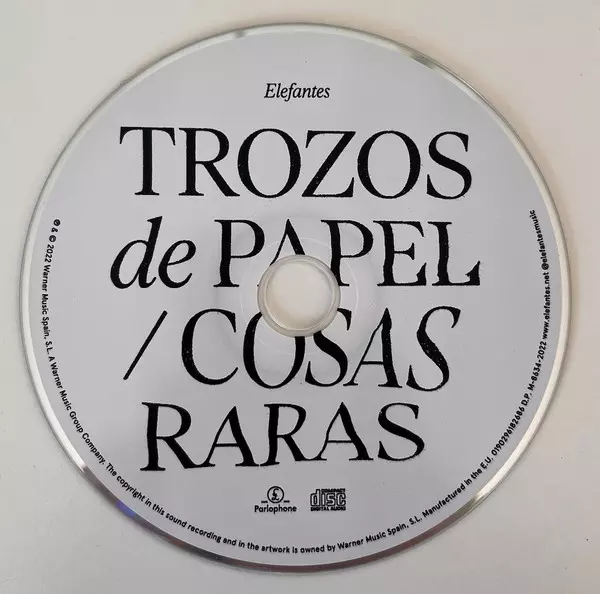 Elefantes
TROZOS
de PAPEL
/ COSAS
RARAS
Parlophone
COMPACT
disc
DIGITAL AUDIO
℗ & © 2022 Warner Music Spain, S.L. A Warner Music Group Company. The copyright in this sound recording and in the artwork is owned by Warner Music Spain, S.L. Manufactured in the E.U. 0190296182686 D.P. M-8634-2022 www.elefantes.net @elefantesmusic